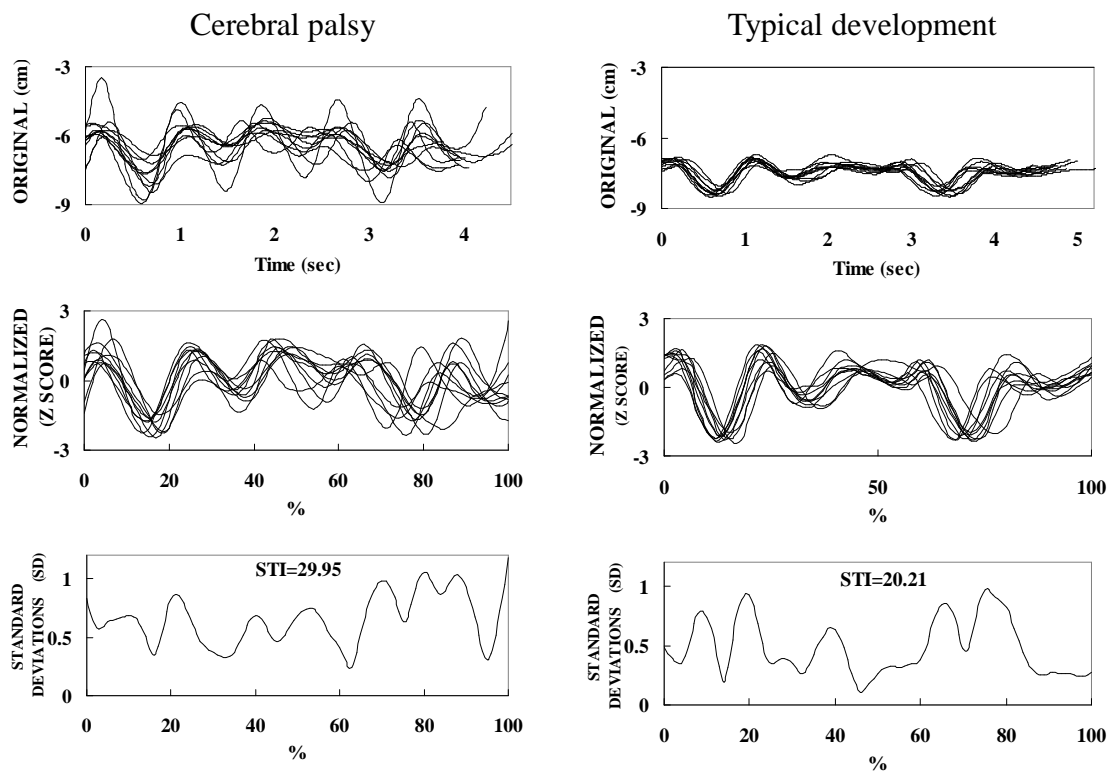 Cerebral palsy
ORIGINAL (cm)
-3
-6
-9
0 1 2 3 4
Time (sec)
NORMALIZED
(Z SCORE)
3
0
-3
0 20 40 60 80 100
%
STANDARD
DEVIATIONS (SD)
1
0.5
0
STI=29.95
0 20 40 60 80 100
%
Typical development
ORIGINAL (cm)
-3
-6
-9
0 1 2 3 4 5
Time (sec)
NORMALIZED
(Z SCORE)
3
0
-3
0 50 100
%
STANDARD
DEVIATIONS (SD)
1
0.5
0
STI=20.21
0 20 40 60 80 100
%